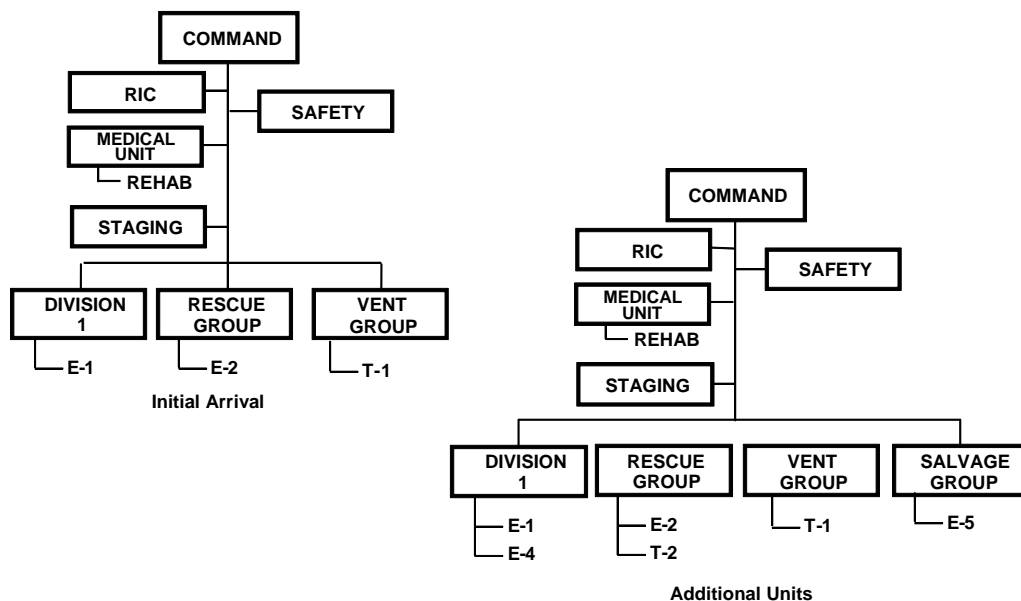 COMMAND
RIC
SAFETY
MEDICAL
UNIT
REHAB
STAGING
DIVISION
1
RESCUE
GROUP
VENT
GROUP
E-1
E-2
T-1
Initial Arrival
COMMAND
RIC
SAFETY
MEDICAL
UNIT
REHAB
STAGING
DIVISION
1
RESCUE
GROUP
VENT
GROUP
SALVAGE
GROUP
E-1
E-4
E-2
T-2
T-1
E-5
Additional Units